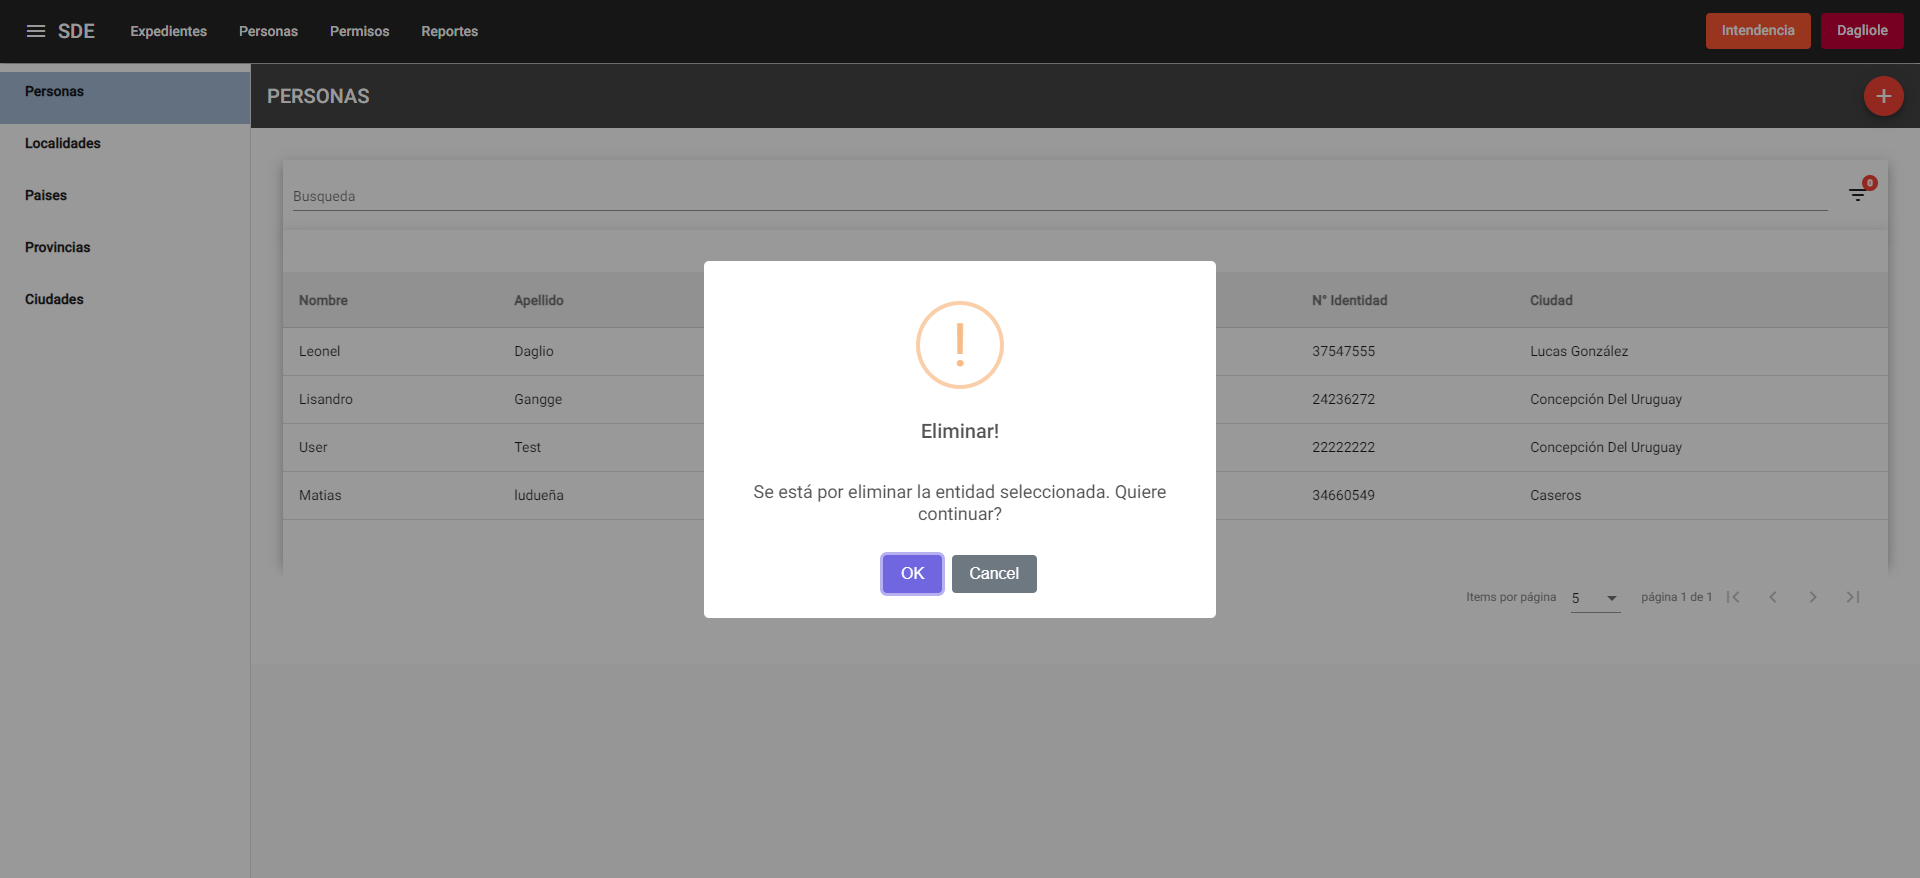 SDE Expedientes Personas Permisos Reportes Intendencia Dagliole
Personas
Localidades
Paises
Provincias
Ciudades
PERSONAS
+
Busqueda
0
Nombre Apellido N° Identidad Ciudad
Leonel Daglio 37547555 Lucas González
Lisandro Gangge 24236272 Concepción Del Uruguay
User Test 22222222 Concepción Del Uruguay
Matias ludueña 34660549 Caseros
!
Eliminar!
Se está por eliminar la entidad seleccionada. Quiere
continuar?
OK Cancel
Items por página 5 página 1 de 1